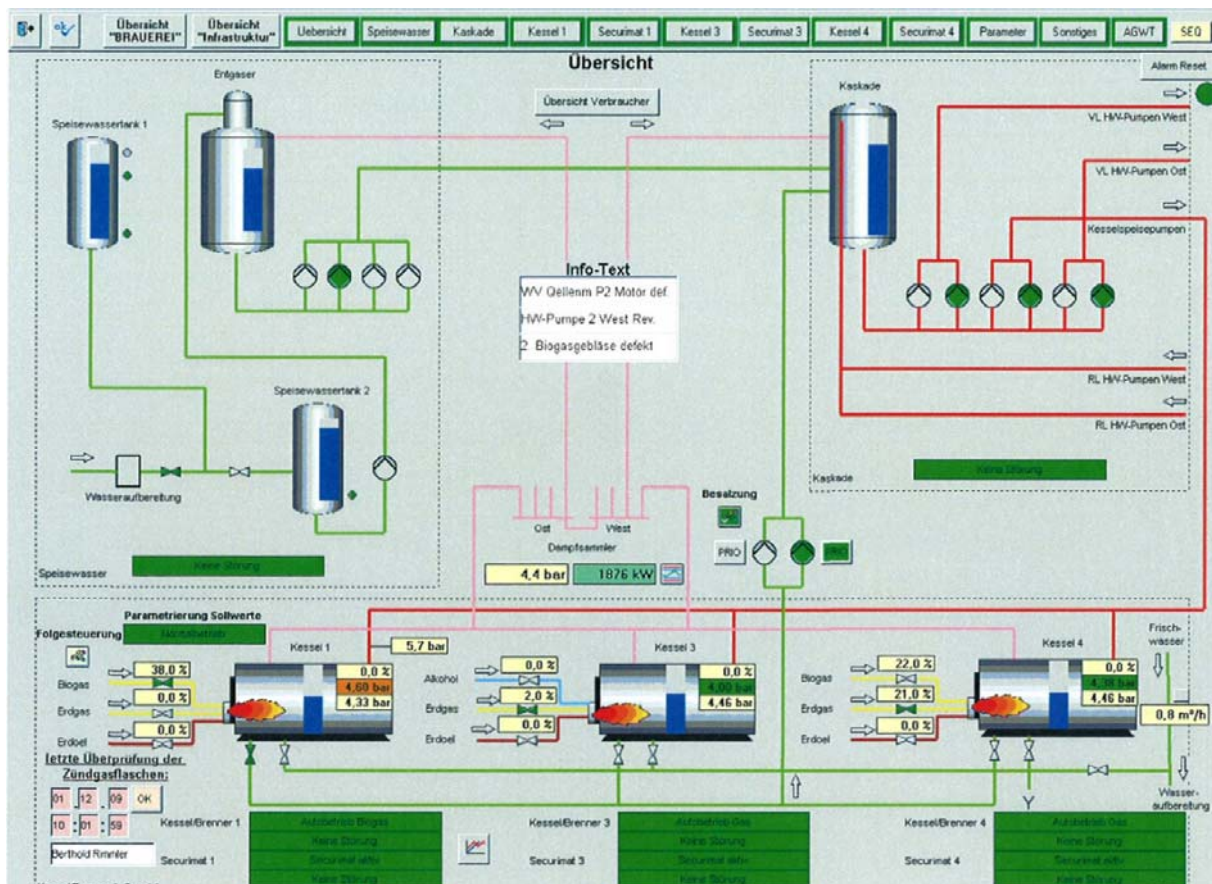 Übersicht "BRAUEREI"
Übersicht "Infrastruktur"
Uebersicht
Speisewasser
Kaskade
Kessel 1
Securimat 1
Kessel 3
Securimat 3
Kessel 4
Securimat 4
Parameter
Sonstiges
AGWT
SEQ
Übersicht
Alarm Reset
Entgaser
Übersicht Verbraucher
Kaskade
Speisewassertank 1
VL HW-Pumpen West
VL HW-Pumpen Ost
Kesselspeisepumpen
Info-Text
WV Qellenm P2 Motor def.
HW-Pumpe 2 West Rev.
2. Biogasgebläse defekt
RL HW-Pumpen West
RL HW-Pumpen Ost
Speisewassertank 2
Keine Störung
Kaskade
Wasseraufbereitung
Besalzung
Ost
West
Dampfsammler
PRIO
PRIO
Keine Störung
Speisewasser
4,4 bar
1876 kW
Parametrierung Sollwerte
Folgesteuerung
Normalbetrieb
Kessel 1
5,7 bar
Kessel 3
Kessel 4
Frisch-
wasser
38,0 %
0,0 %
0,0 %
0,0 %
22,0 %
0,0 %
Biogas
4,60 bar
Alkohol
4,00 bar
Biogas
4,38 bar
0,0 %
4,33 bar
2,0 %
4,46 bar
21,0 %
4,46 bar
Erdgas
Erdgas
Erdgas
0,8 m³/h
0,0 %
0,0 %
0,0 %
Erdoel
Erdoel
Erdoel
letzte Überprüfung der
Zündgasflaschen:
01 . 12 . 09 OK
10 : 01 : 59
Berthold Rimmler
Wasser-
aufbereitung
Kessel/Brenner 1
Autobetrieb Biogas
Keine Störung
Securimat 1
Securimat aktiv
Keine Störung
Kessel/Brenner 3
Autobetrieb Gas
Keine Störung
Securimat 3
Securimat aktiv
Keine Störung
Kessel/Brenner 4
Autobetrieb Gas
Keine Störung
Securimat 4
Securimat aktiv
Keine Störung